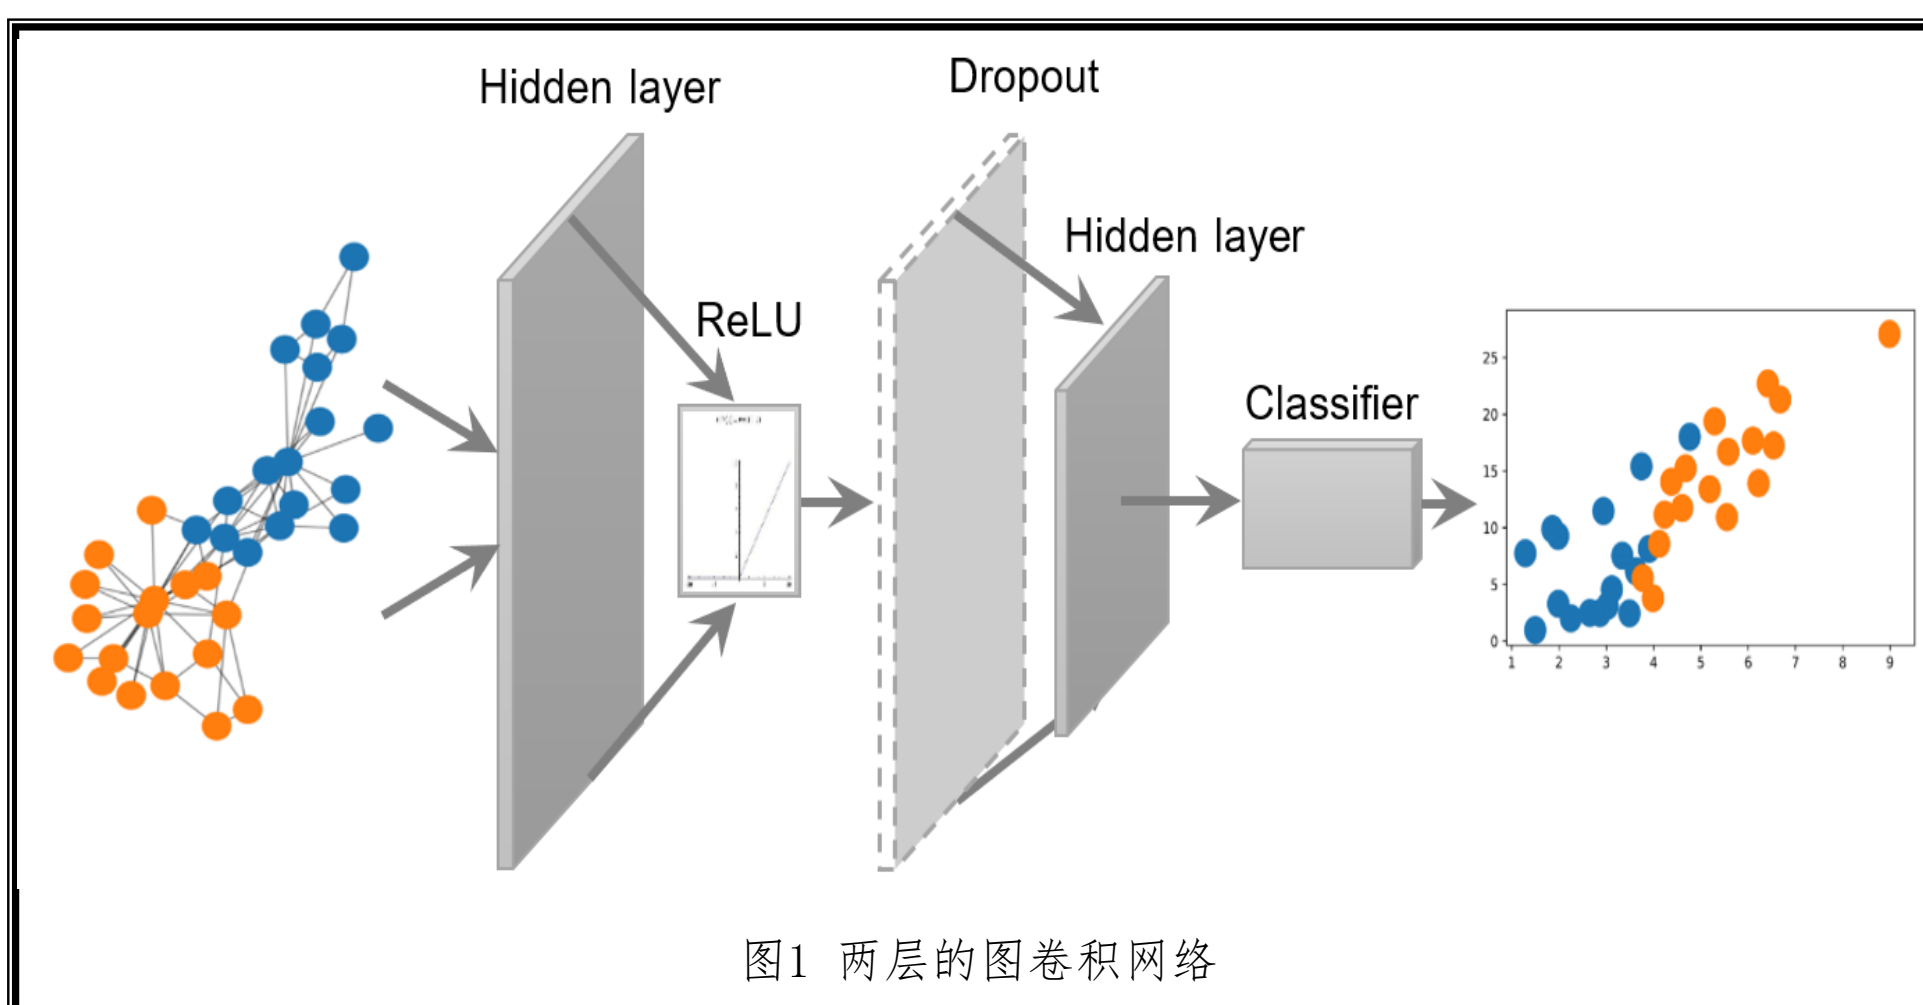 Hidden layer
Dropout
Hidden layer
ReLU
Classifier
25
20
15
10
5
0
1 2 3 4 5 6 7 8 9
图1 两层的图卷积网络